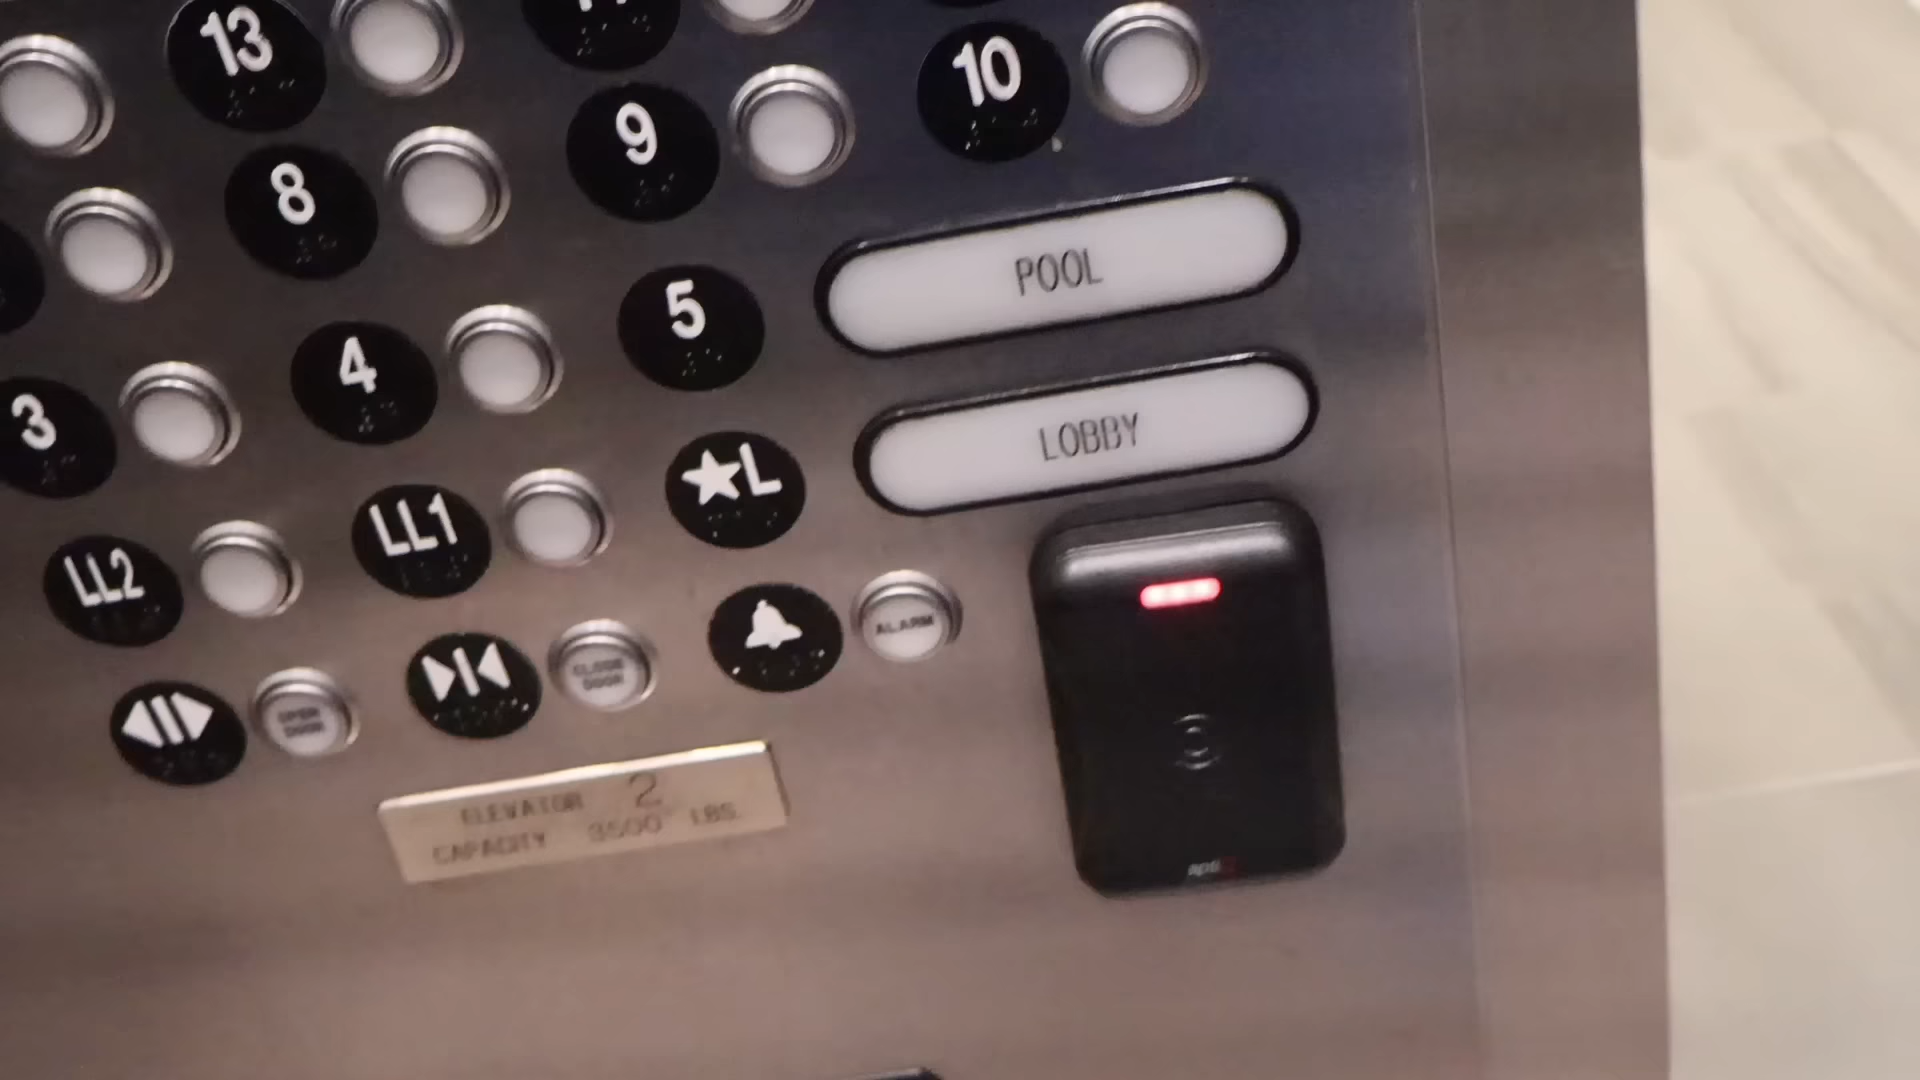 13
10
9
8
POOL
5
4
LOBBY
3
★L
LL1
LL2
ALARM
CLOSE DOOR
OPEN DOOR
ELEVATOR 2
CAPACITY 3500 LBS.